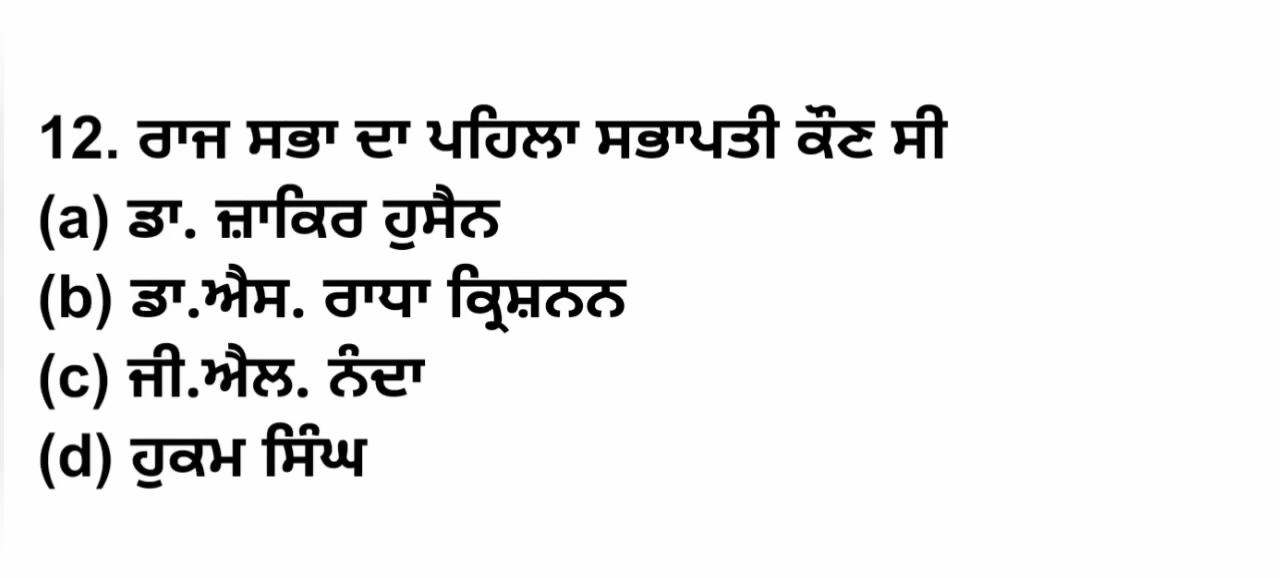 12. ਰਾਜ ਸਭਾ ਦਾ ਪਹਿਲਾ ਸਭਾਪਤੀ ਕੌਣ ਸੀ
(a) ਡਾ. ਜ਼ਾਕਿਰ ਹੁਸੈਨ
(b) ਡਾ.ਐਸ. ਰਾਧਾ ਕ੍ਰਿਸ਼ਨਨ
(c) ਜੀ.ਐਲ. ਨੰਦਾ
(d) ਹੁਕਮ ਸਿੰਘ